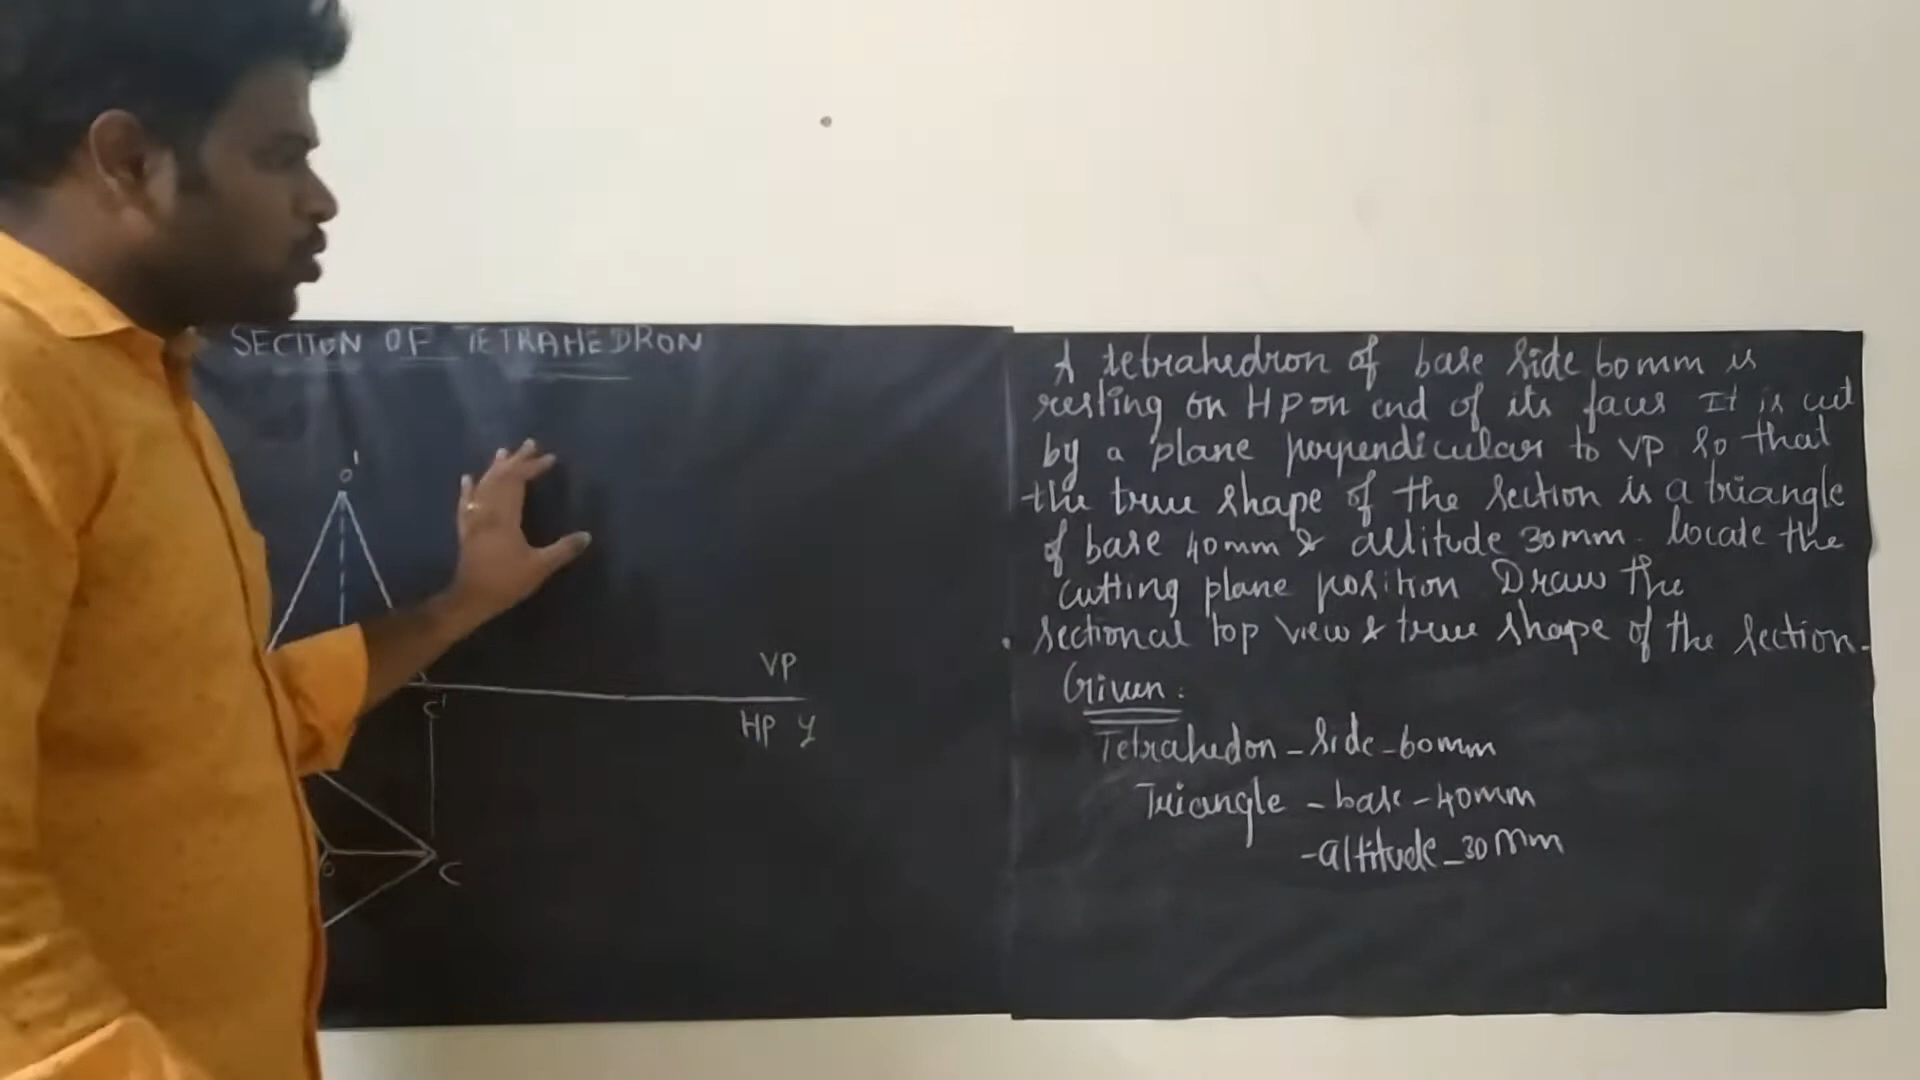 SECTION OF TETRAHEDRON
o'
VP
c'
HP y
o
C
A tetrahedron of base side 60mm is
resting on HP on end of its faces It is cut
by a plane perpendicular to VP so that
the true shape of the section is a triangle
of base 40mm & altitude 30mm. locate the
cutting plane position Draw the
sectional top view & true shape of the section.
Given:
Tetrahedon - side - 60mm
Triangle - base - 40mm
- altitude - 30mm